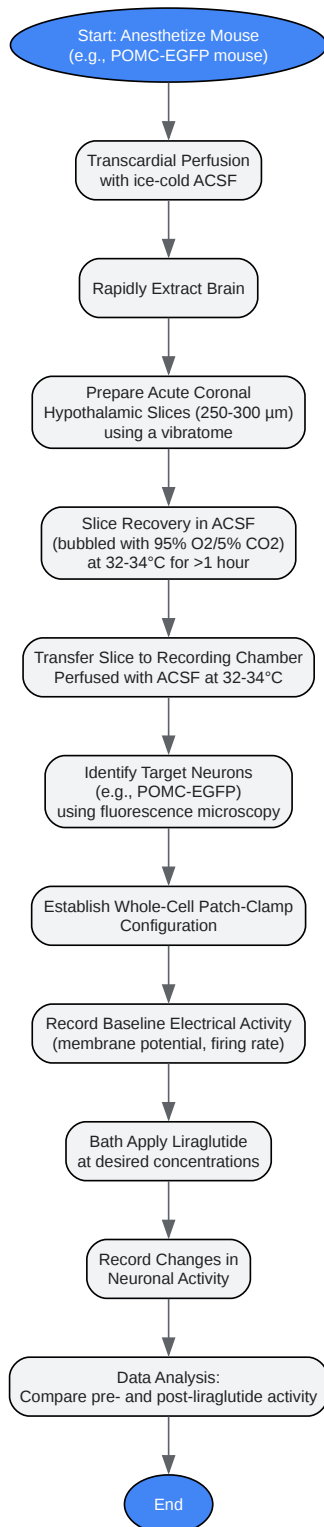 Start: Anesthetize Mouse
(e.g., POMC-EGFP mouse)
Transcardial Perfusion
with ice-cold ACSF
Rapidly Extract Brain
Prepare Acute Coronal
Hypothalamic Slices (250-300 µm)
using a vibratome
Slice Recovery in ACSF
(bubbled with 95% O2/5% CO2)
at 32-34°C for >1 hour
Transfer Slice to Recording Chamber
Perfused with ACSF at 32-34°C
Identify Target Neurons
(e.g., POMC-EGFP)
using fluorescence microscopy
Establish Whole-Cell Patch-Clamp
Configuration
Record Baseline Electrical Activity
(membrane potential, firing rate)
Bath Apply Liraglutide
at desired concentrations
Record Changes in
Neuronal Activity
Data Analysis:
Compare pre- and post-liraglutide activity
End